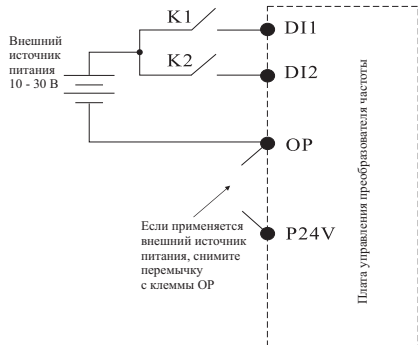 K1
DI1
Внешний
источник
питания
10 - 30 В
K2
DI2
OP
Если применяется
внешний источник
питания, снимите
перемычку
с клеммы OP
P24V
Плата управления преобразователя частоты